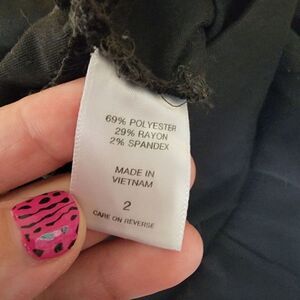 69% POLYESTER
29% RAYON
2% SPANDEX
MADE IN
VIETNAM
2
CARE ON REVERSE